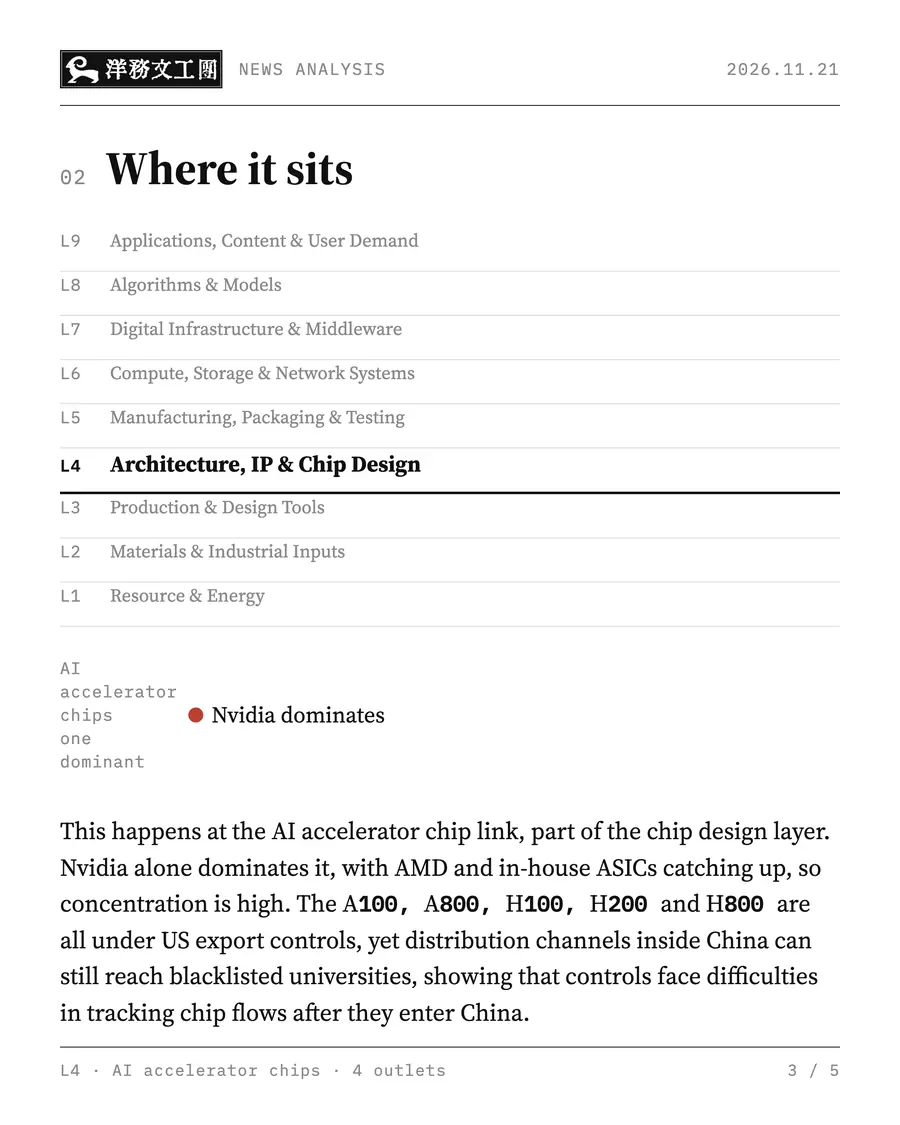 洋務文工團 NEWS ANALYSIS 2026.11.21
02 Where it sits
L9 Applications, Content & User Demand
L8 Algorithms & Models
L7 Digital Infrastructure & Middleware
L6 Compute, Storage & Network Systems
L5 Manufacturing, Packaging & Testing
L4 Architecture, IP & Chip Design
L3 Production & Design Tools
L2 Materials & Industrial Inputs
L1 Resource & Energy
AI
accelerator
chips
one
dominant
Nvidia dominates
This happens at the AI accelerator chip link, part of the chip design layer.
Nvidia alone dominates it, with AMD and in-house ASICs catching up, so
concentration is high. The A100, A800, H100, H200 and H800 are
all under US export controls, yet distribution channels inside China can
still reach blacklisted universities, showing that controls face difficulties
in tracking chip flows after they enter China.
L4 · AI accelerator chips · 4 outlets 3 / 5